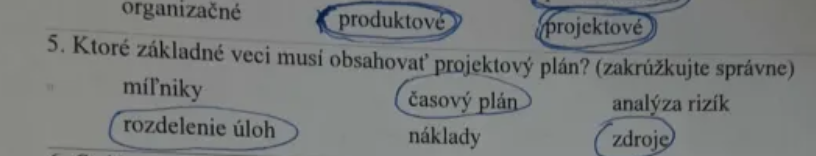 organizačné produktové projektové
5. Ktoré základné veci musí obsahovať projektový plán? (zakrúžkujte správne)
míľniky časový plán analýza rizík
rozdelenie úloh náklady zdroje